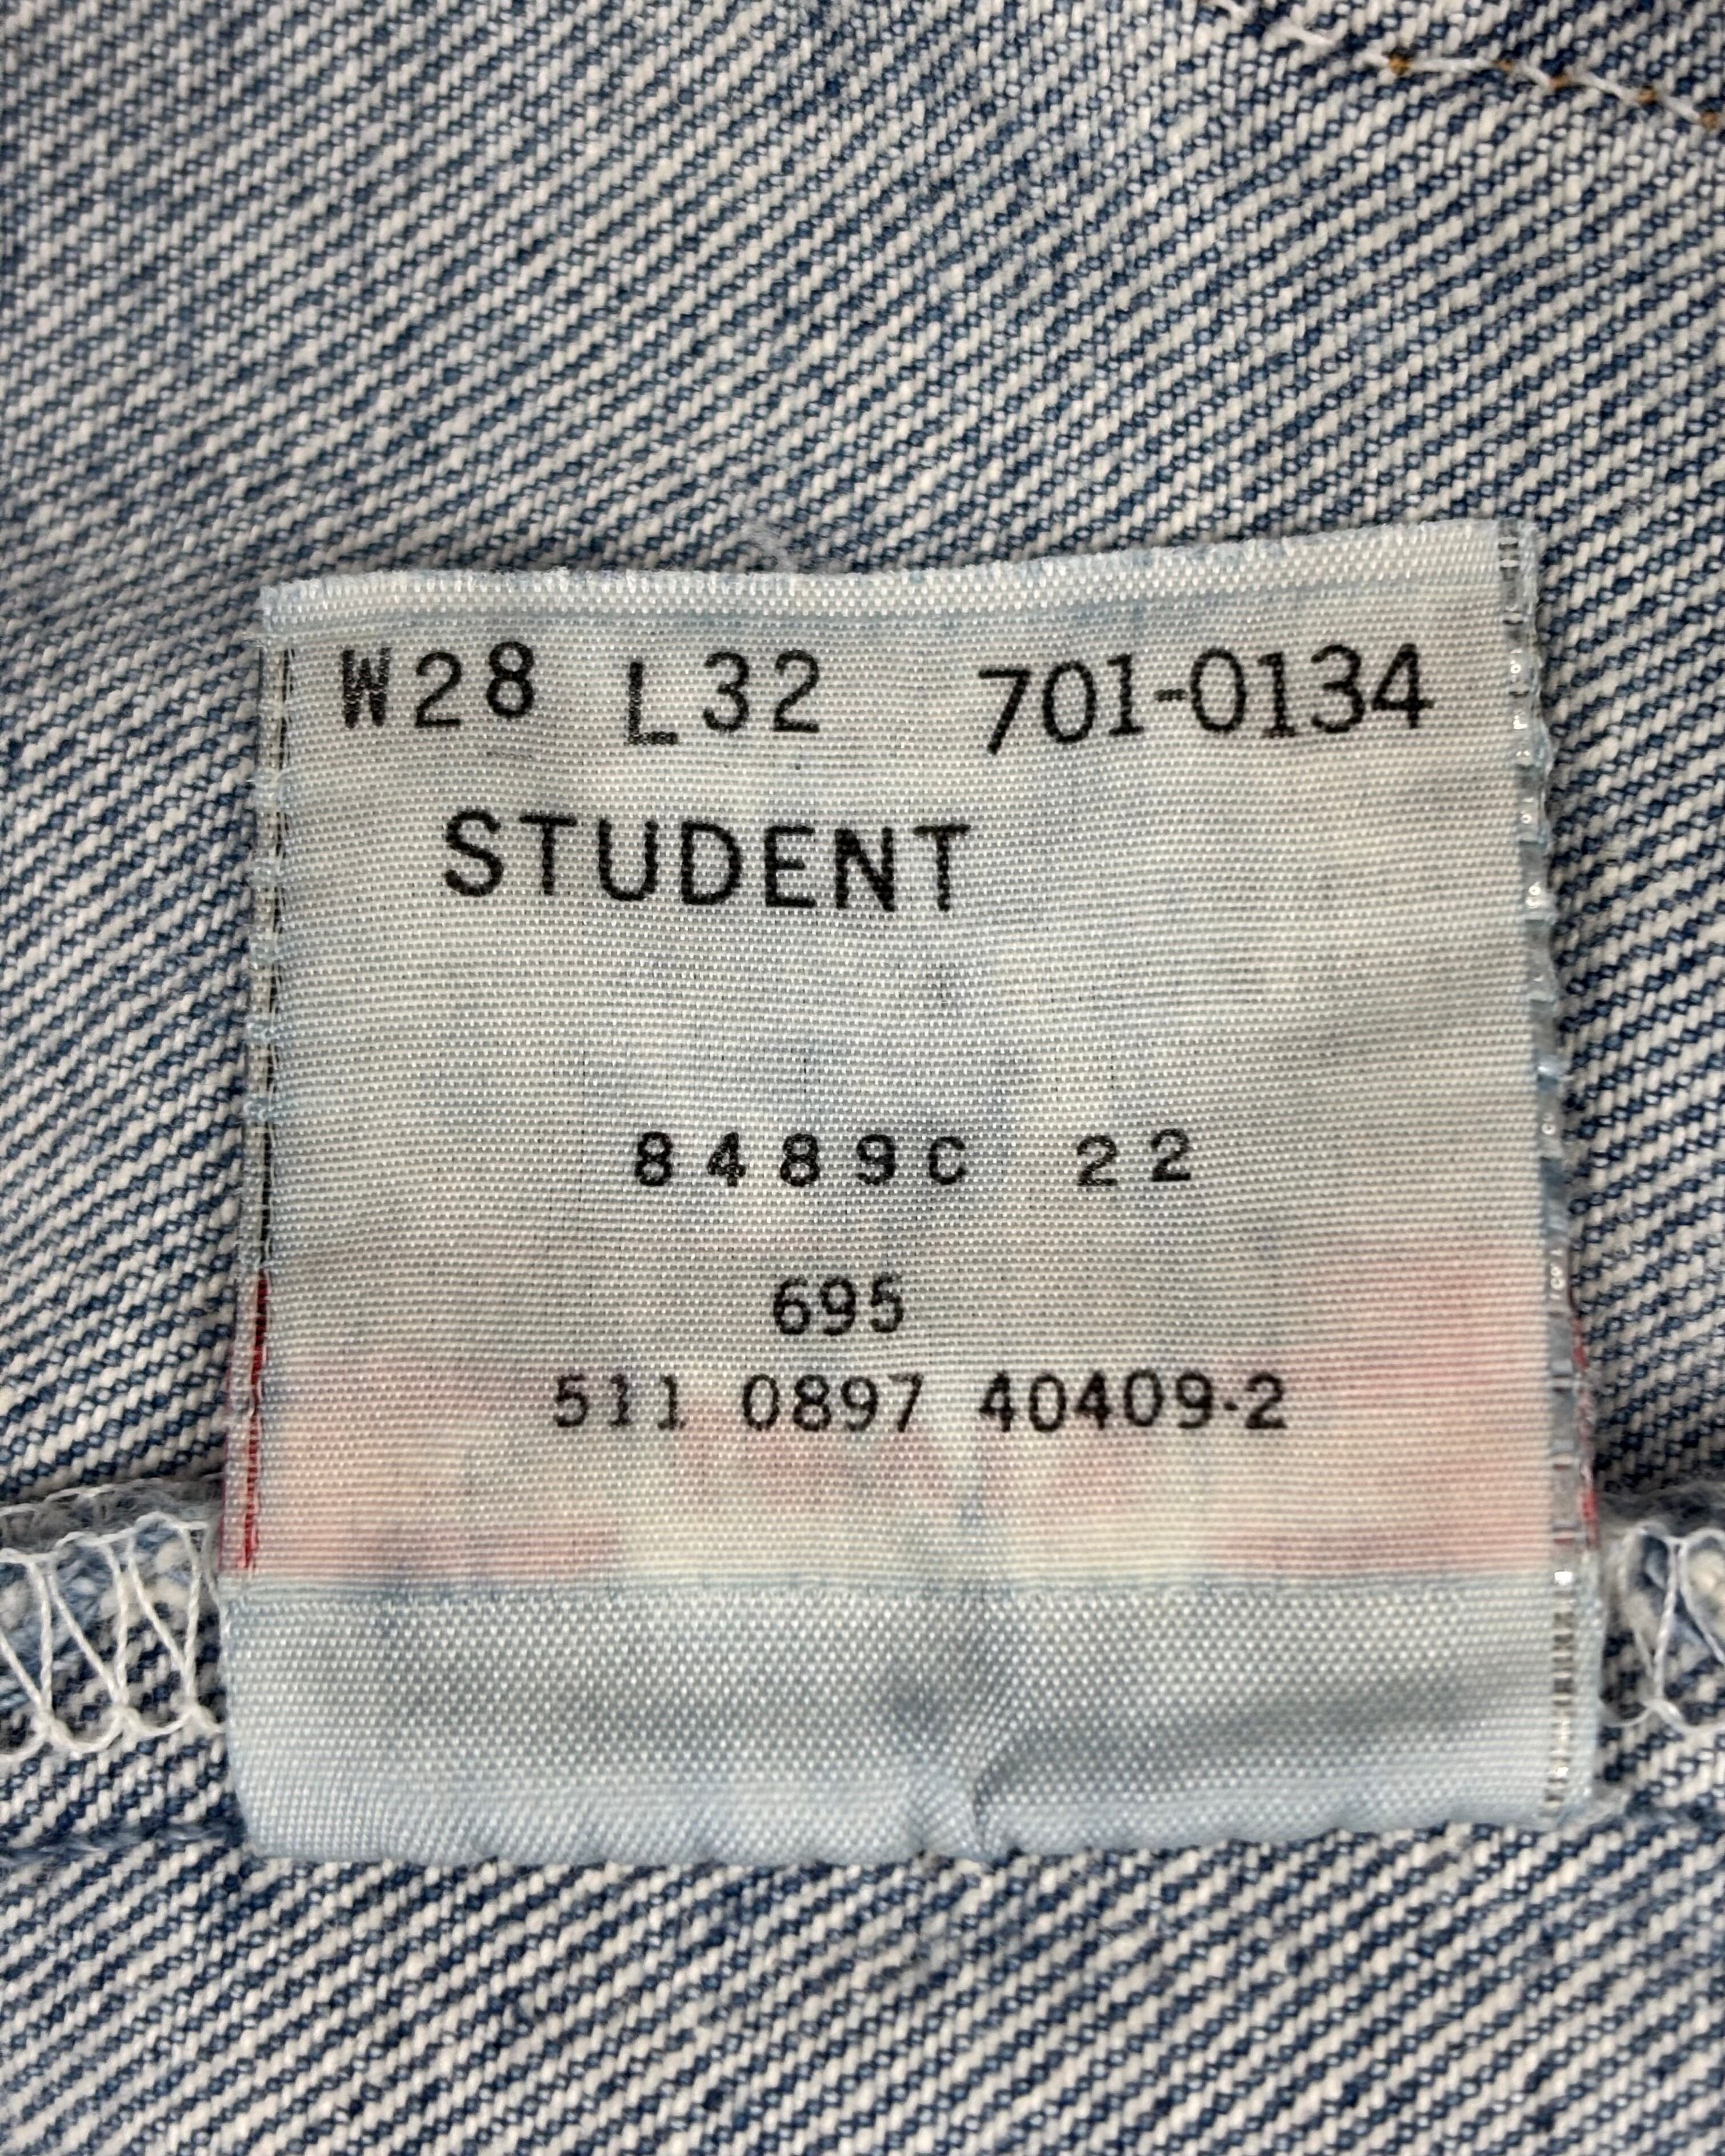 W28 L32 701-0134
STUDENT
8489C 22
695
511 0897 40409-2